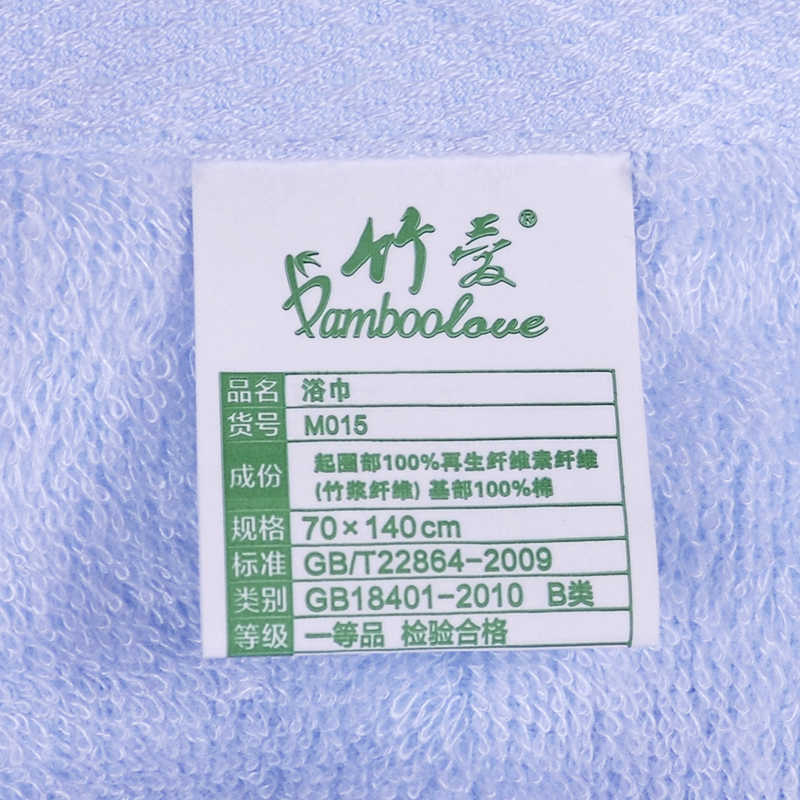 竹爱®
Bamboolove
品名 浴巾
货号 M015
成份 起圈部100%再生纤维素纤维
(竹浆纤维) 基部100%棉
规格 70×140cm
标准 GB/T22864-2009
类别 GB18401-2010 B类
等级 一等品 检验合格